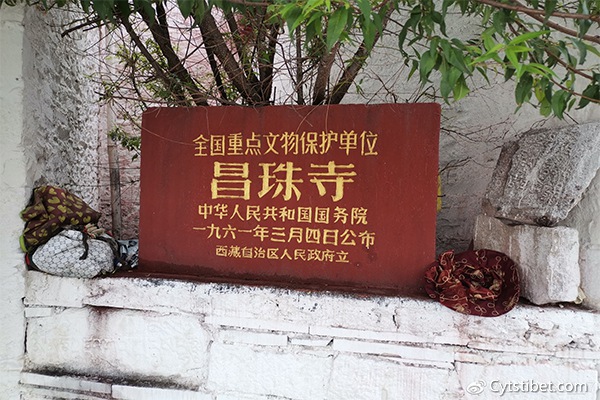 全国重点文物保护单位
昌珠寺
中华人民共和国国务院
一九六一年三月四日公布
西藏自治区人民政府立
Cytstibet.com